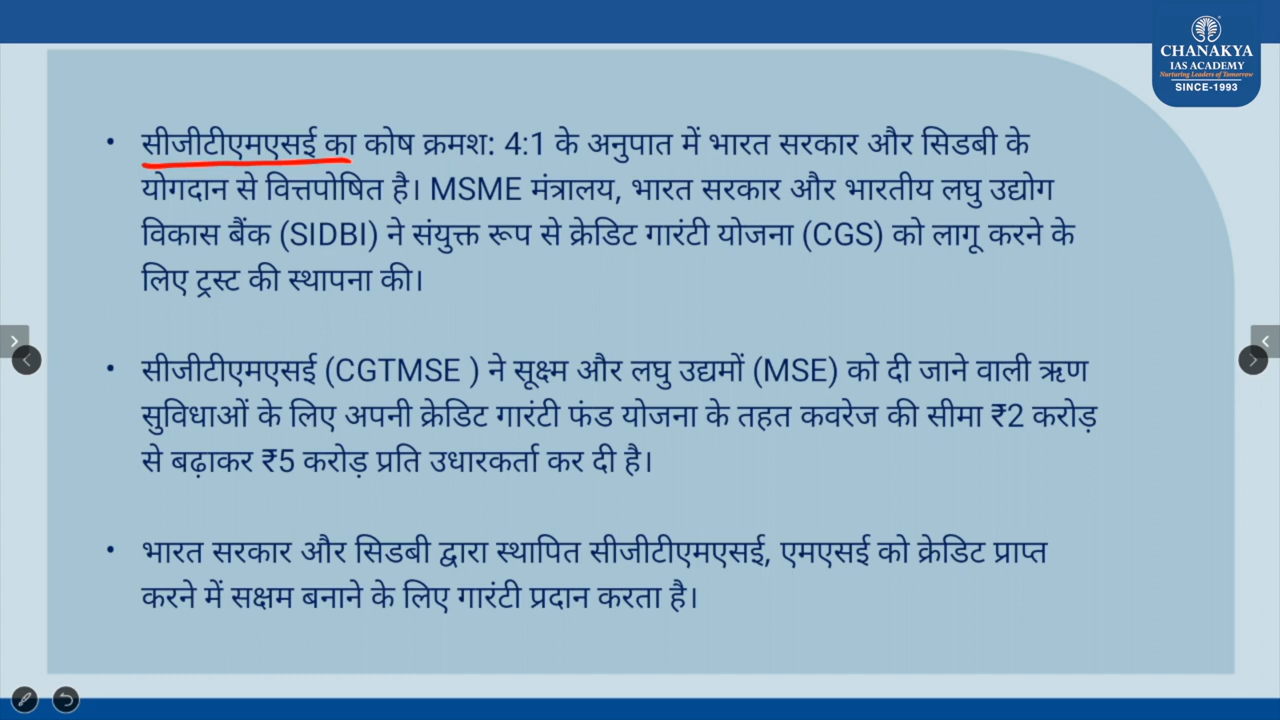 CHANAKYA
IAS ACADEMY
Nurturing Leaders of Tomorrow
SINCE-1993
• सीजीटीएमएसई का कोष क्रमश: 4:1 के अनुपात में भारत सरकार और सिडबी के
योगदान से वित्तपोषित है। MSME मंत्रालय, भारत सरकार और भारतीय लघु उद्योग
विकास बैंक (SIDBI) ने संयुक्त रूप से क्रेडिट गारंटी योजना (CGS) को लागू करने के
लिए ट्रस्ट की स्थापना की।
• सीजीटीएमएसई (CGTMSE ) ने सूक्ष्म और लघु उद्यमों (MSE) को दी जाने वाली ऋण
सुविधाओं के लिए अपनी क्रेडिट गारंटी फंड योजना के तहत कवरेज की सीमा ₹2 करोड़
से बढ़ाकर ₹5 करोड़ प्रति उधारकर्ता कर दी है।
• भारत सरकार और सिडबी द्वारा स्थापित सीजीटीएमएसई, एमएसई को क्रेडिट प्राप्त
करने में सक्षम बनाने के लिए गारंटी प्रदान करता है।